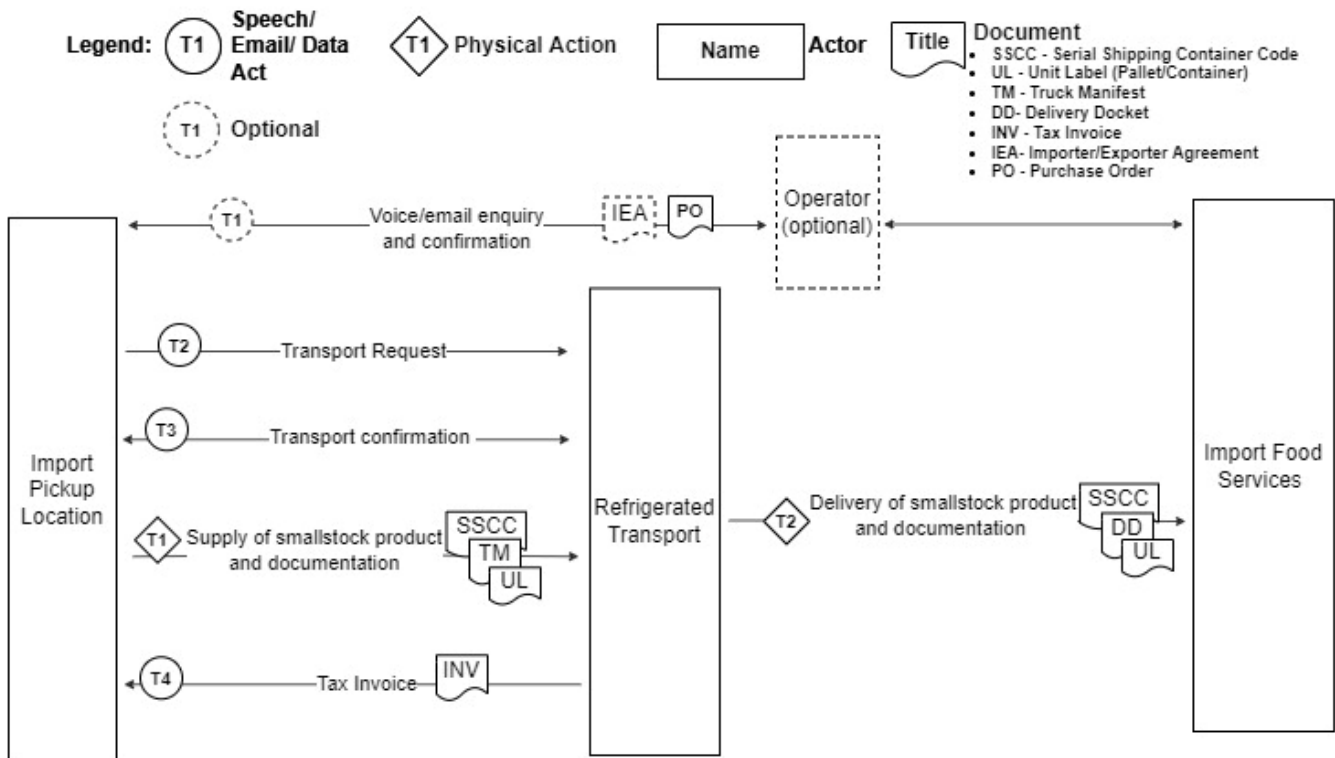 Legend:
T1
Speech/
Email/ Data
Act
T1
Physical Action
Name
Actor
Title
Document
• SSCC - Serial Shipping Container Code
• UL - Unit Label (Pallet/Container)
• TM - Truck Manifest
• DD- Delivery Docket
• INV - Tax Invoice
• IEA- Importer/Exporter Agreement
• PO - Purchase Order
T1
Optional
T1
Voice/email enquiry
and confirmation
IEA
PO
Operator
(optional)
T2
Transport Request
T3
Transport confirmation
Import
Pickup
Location
T1
Supply of smallstock product
and documentation
SSCC
TM
UL
Refrigerated
Transport
T2
Delivery of smallstock product
and documentation
SSCC
DD
UL
Import Food
Services
T4
Tax Invoice
INV